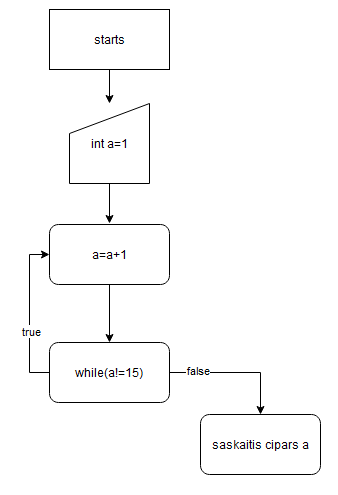 starts
int a=1
a=a+1
true
while(a!=15)
false
saskaitis cipars a